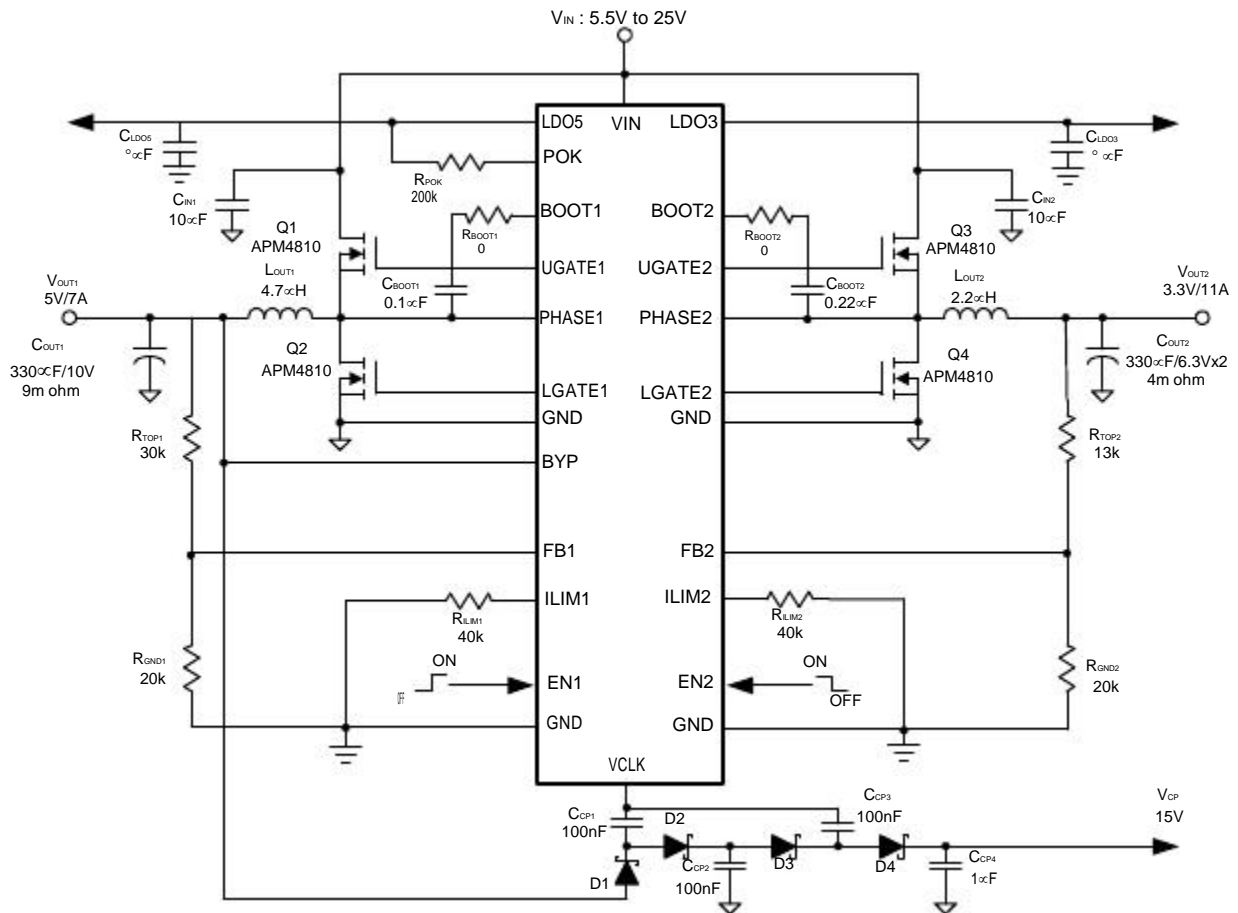 VIN : 5.5V to 25V
LDO5
VIN
LDO3
CLDO5
∝F
POK
RPOK
200k
CLDO3
∝F
CIN1
10∝F
BOOT1
RBOOT1
0
BOOT2
RBOOT2
0
CIN2
10∝F
Q1
APM4810
Q3
APM4810
UGATE1
UGATE2
LOUT1
4.7∝H
CBOOT1
0.1∝F
CBOOT2
0.22∝F
LOUT2
2.2∝H
VOUT1
5V/7A
VOUT2
3.3V/11A
PHASE1
PHASE2
COUT1
330∝F/10V
9m ohm
Q2
APM4810
Q4
APM4810
COUT2
330∝F/6.3Vx2
4m ohm
LGATE1
LGATE2
GND
GND
RTOP1
30k
BYP
RTOP2
13k
FB1
FB2
ILIM1
ILIM2
RILIM1
40k
RILIM2
40k
RGND1
20k
ON
EN1
EN2
ON
OFF
RGND2
20k
GND
GND
VCLK
CCP1
100nF
D2
CCP3
100nF
VCP
15V
D1
CCP2
100nF
D3
D4
CCP4
1∝F